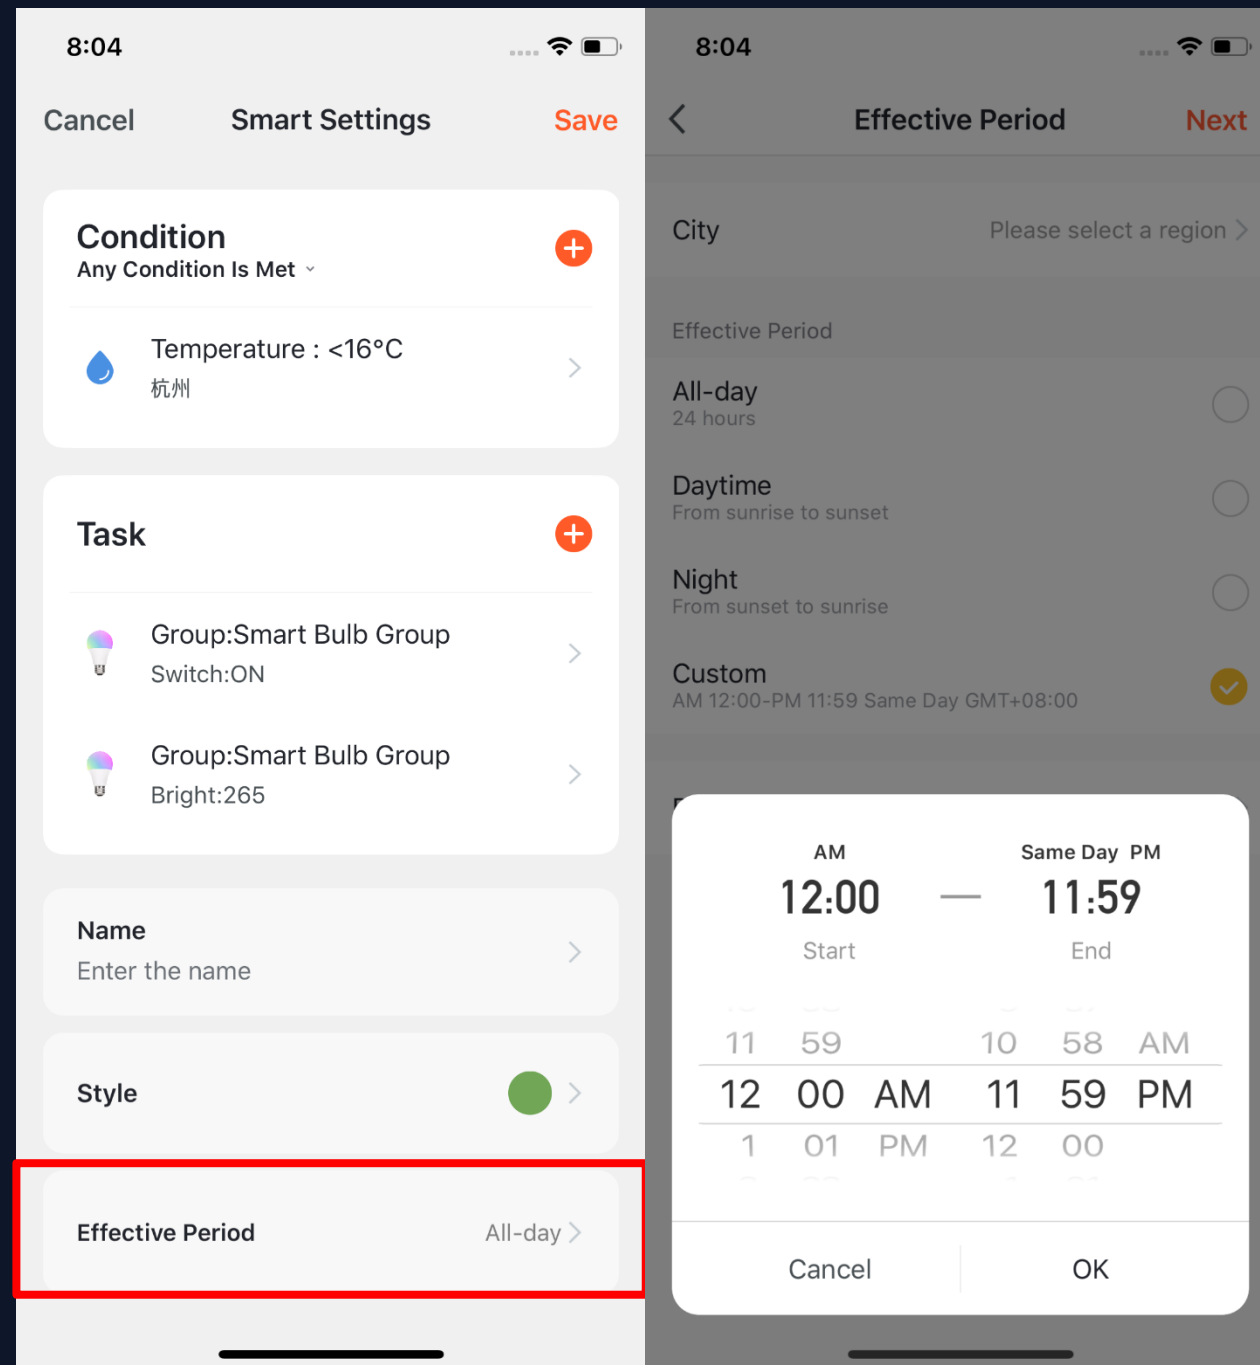 8:04
Cancel Smart Settings Save
Condition
Any Condition Is Met
Temperature : <16°C
杭州
Task
Group:Smart Bulb Group
Switch:ON
Group:Smart Bulb Group
Bright:265
Name
Enter the name
Style
Effective Period All-day
8:04
Effective Period Next
City Please select a region
Effective Period
All-day
24 hours
Daytime
From sunrise to sunset
Night
From sunset to sunrise
Custom
AM 12:00-PM 11:59 Same Day GMT+08:00
AM Same Day PM
12:00 — 11:59
Start End
11 59 10 58 AM
12 00 AM 11 59 PM
1 01 PM 12 00
Cancel OK